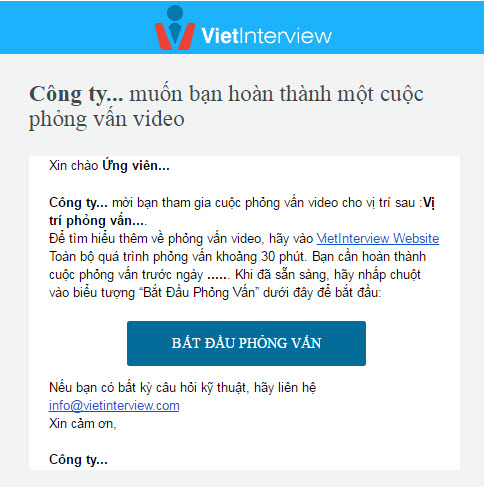 VietInterview
Công ty... muốn bạn hoàn thành một cuộc
phỏng vấn video
Xin chào Ứng viên...
Công ty... mời bạn tham gia cuộc phỏng vấn video cho vị trí sau :Vị
trí phỏng vấn....
Để tìm hiểu thêm về phỏng vấn video, hãy vào VietInterview Website
Toàn bộ quá trình phỏng vấn khoảng 30 phút. Bạn cần hoàn thành
cuộc phỏng vấn trước ngày ....... Khi đã sẵn sàng, hãy nhấp chuột
vào biểu tượng “Bắt Đầu Phỏng Vấn” dưới đây để bắt đầu:
BẮT ĐẦU PHỎNG VẤN
Nếu bạn có bất kỳ câu hỏi kỹ thuật, hãy liên hệ
info@vietinterview.com
Xin cảm ơn,
Công ty...